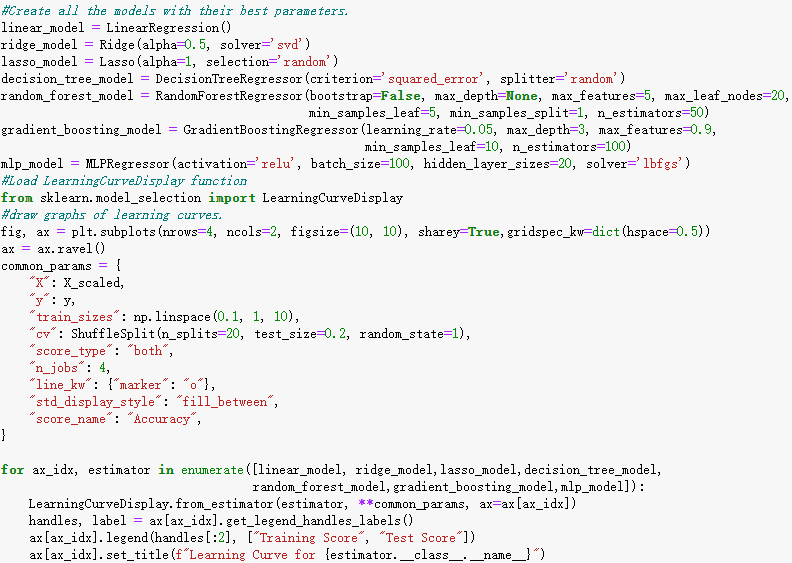 #Create all the models with their best parameters.
linear_model = LinearRegression()
ridge_model = Ridge(alpha=0.5, solver='svd')
lasso_model = Lasso(alpha=1, selection='random')
decision_tree_model = DecisionTreeRegressor(criterion='squared_error', splitter='random')
random_forest_model = RandomForestRegressor(bootstrap=False, max_depth=None, max_features=5, max_leaf_nodes=20,
                                            min_samples_leaf=5, min_samples_split=1, n_estimators=50)
gradient_boosting_model = GradientBoostingRegressor(learning_rate=0.05, max_depth=3, max_features=0.9,
                                                    min_samples_leaf=10, n_estimators=100)
mlp_model = MLPRegressor(activation='relu', batch_size=100, hidden_layer_sizes=20, solver='lbfgs')
#Load LearningCurveDisplay function
from sklearn.model_selection import LearningCurveDisplay
#draw graphs of learning curves.
fig, ax = plt.subplots(nrows=4, ncols=2, figsize=(10, 10), sharey=True,gridspec_kw=dict(hspace=0.5))
ax = ax.ravel()
common_params = {
    "X": X_scaled,
    "y": y,
    "train_sizes": np.linspace(0.1, 1, 10),
    "cv": ShuffleSplit(n_splits=20, test_size=0.2, random_state=1),
    "score_type": "both",
    "n_jobs": 4,
    "line_kw": {"marker": "o"},
    "std_display_style": "fill_between",
    "score_name": "Accuracy",
}
for ax_idx, estimator in enumerate([linear_model, ridge_model,lasso_model,decision_tree_model,
                                    random_forest_model,gradient_boosting_model,mlp_model]):
    LearningCurveDisplay.from_estimator(estimator, **common_params, ax=ax[ax_idx])
    handles, label = ax[ax_idx].get_legend_handles_labels()
    ax[ax_idx].legend(handles[:2], ["Training Score", "Test Score"])
    ax[ax_idx].set_title(f"Learning Curve for {estimator.__class__.__name__}")